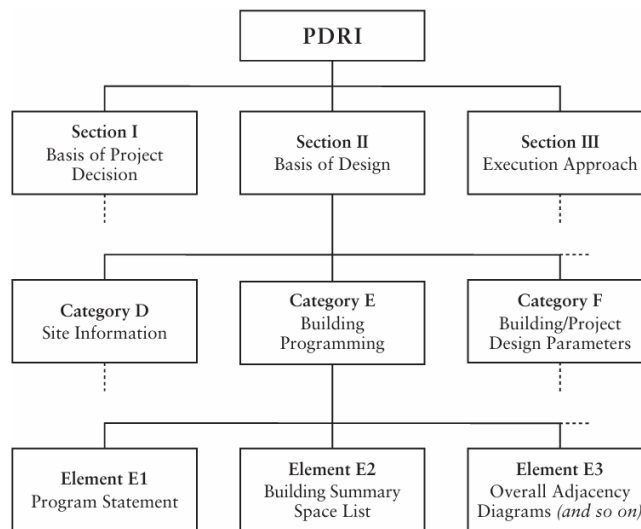 PDRI
Section I
Basis of Project
Decision
Section II
Basis of Design
Section III
Execution Approach
Category D
Site Information
Category E
Building
Programming
Category F
Building/Project
Design Parameters
Element E1
Program Statement
Element E2
Building Summary
Space List
Element E3
Overall Adjacency
Diagrams (and so on)